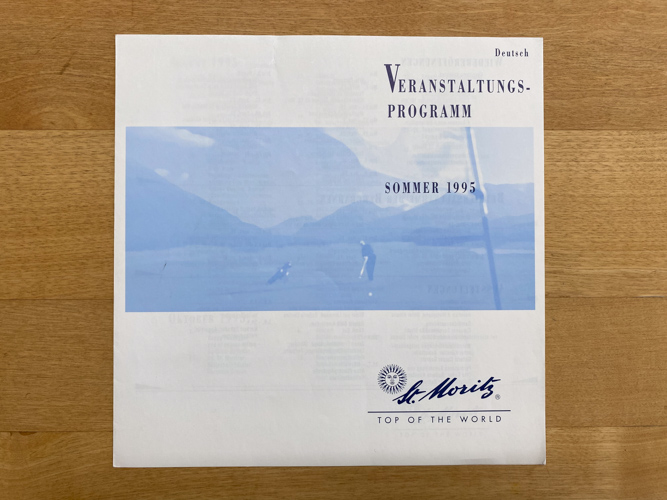 Deutsch
VERANSTALTUNGS-
PROGRAMM
SOMMER 1995
St. Moritz®
TOP OF THE WORLD